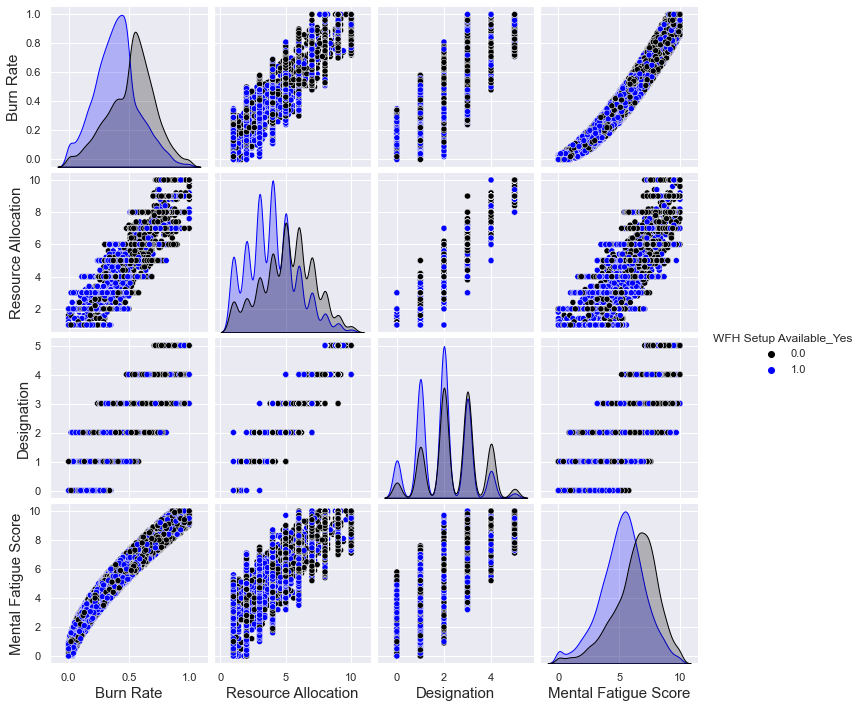 1.0
0.8
0.6
0.4
0.2
0.0
Burn Rate
10
8
6
4
2
Resource Allocation
5
4
3
2
1
0
Designation
10
8
6
4
2
0
Mental Fatigue Score
0.0 0.5 1.0
Burn Rate
0 5 10
Resource Allocation
0 2 4
Designation
0 5 10
Mental Fatigue Score
WFH Setup Available_Yes
0.0
1.0